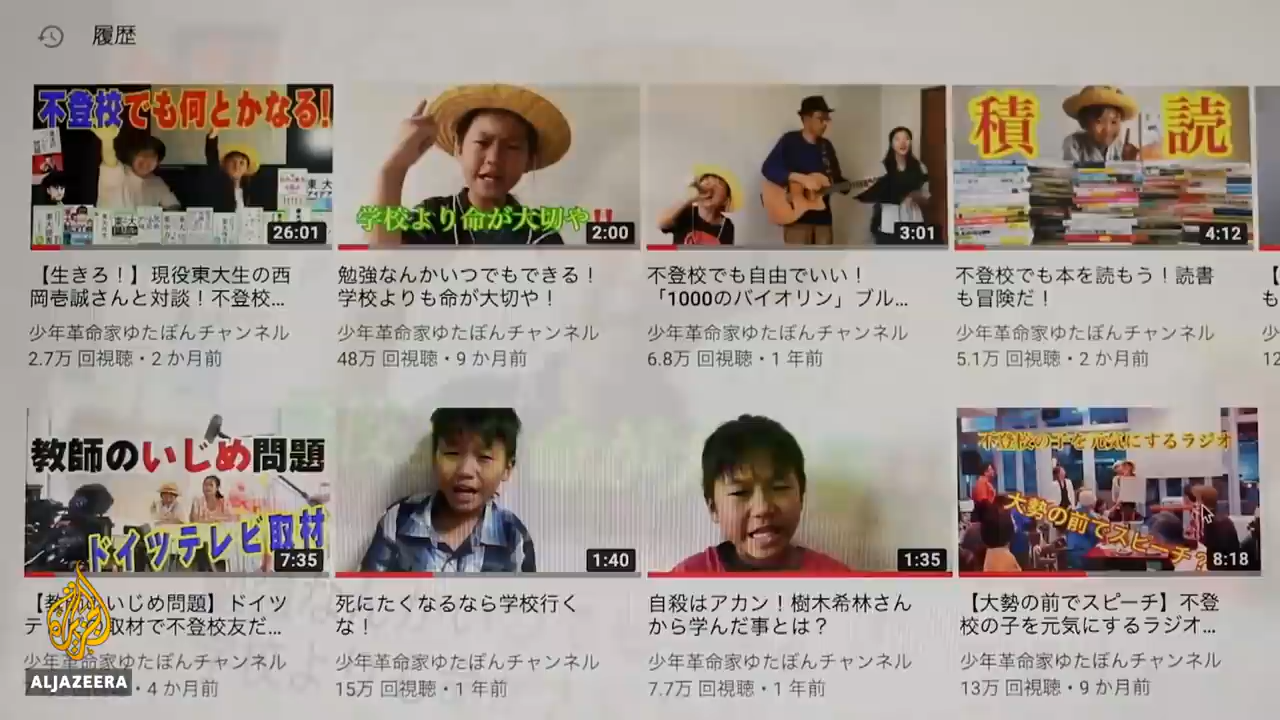 履歴
不登校でも何とかなる!
26:01
学校より命が大切や!!
2:00
3:01
積 読
4:12
【生きろ！】現役東大生の西
岡壱誠さんと対談！不登校...
少年革命家ゆたぼんチャンネル
2.7万 回視聴・2 か月前
勉強なんかいつでもできる！
学校よりも命が大切や！
少年革命家ゆたぼんチャンネル
48万 回視聴・9 か月前
不登校でも自由でいい！
「1000のバイオリン」ブル...
少年革命家ゆたぼんチャンネル
6.8万 回視聴・1 年前
不登校でも本を読もう！読書
も冒険だ！
少年革命家ゆたぼんチャンネル
5.1万 回視聴・2 か月前
教師のいじめ問題
ドイツテレビ取材
7:35
1:40
1:35
不登校の子を元気にするラジオ
大勢の前でスピーチ?
8:18
いじめ問題】ドイツ
取材で不登校友だ...
少年革命家ゆたぼんチャンネル
・4 か月前
死にたくなるなら学校行く
な！
少年革命家ゆたぼんチャンネル
15万 回視聴・1 年前
自殺はアカン！樹木希林さん
から学んだ事とは？
少年革命家ゆたぼんチャンネル
7.7万 回視聴・1 年前
【大勢の前でスピーチ】不登
校の子を元気にするラジオ...
少年革命家ゆたぼんチャンネル
13万 回視聴・9 か月前
ALJAZEERA